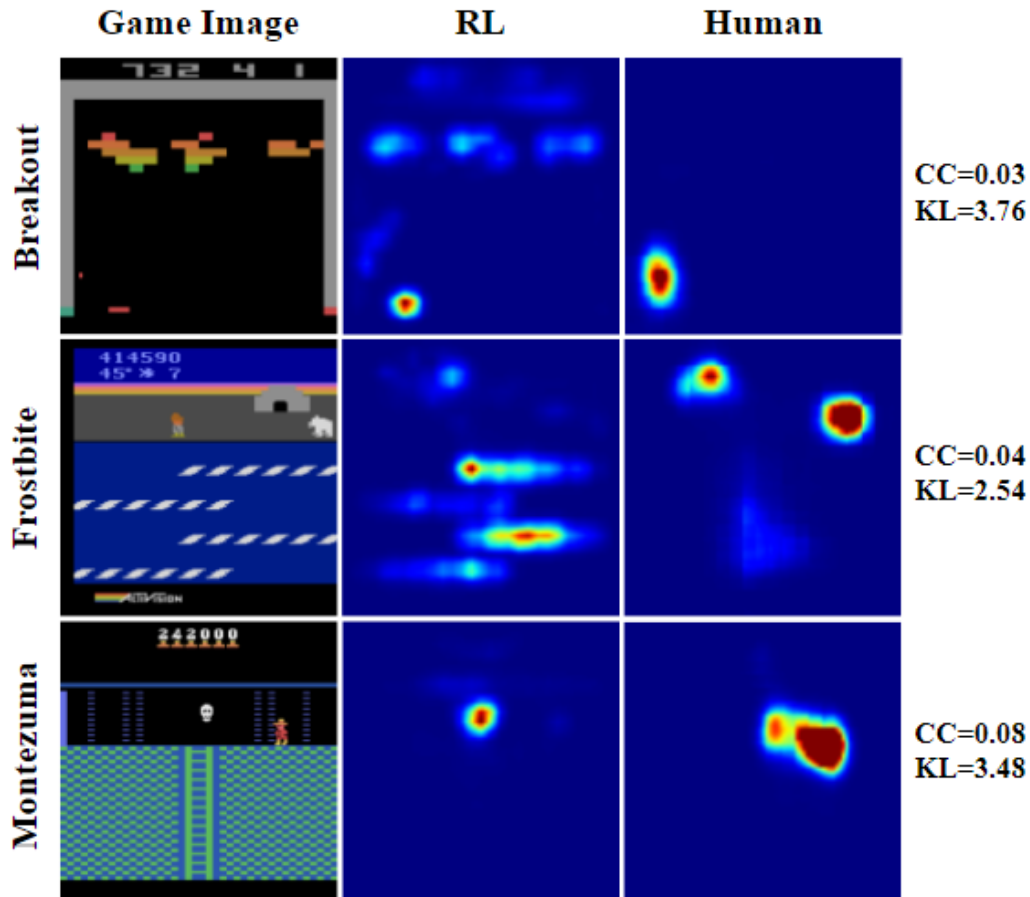 Game Image RL Human
Breakout
732 4 1
CC=0.03
KL=3.76
Frostbite
414590
45° 7
ACTIVISION
CC=0.04
KL=2.54
Montezuma
242000
CC=0.08
KL=3.48